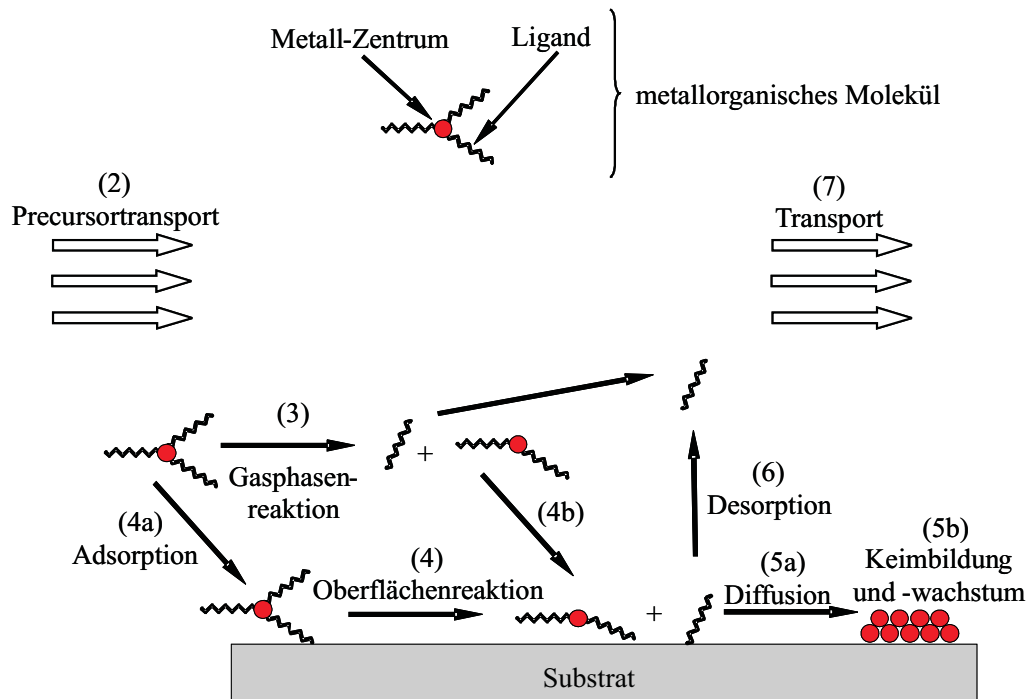 Metall-Zentrum
Ligand
metallorganisches Molekül
(2)
Precursortransport
(7)
Transport
(3)
Gasphasen-
reaktion
+
(4a)
Adsorption
(4b)
(6)
Desorption
(4)
Oberflächenreaktion
+
(5a)
Diffusion
(5b)
Keimbildung
und -wachstum
Substrat